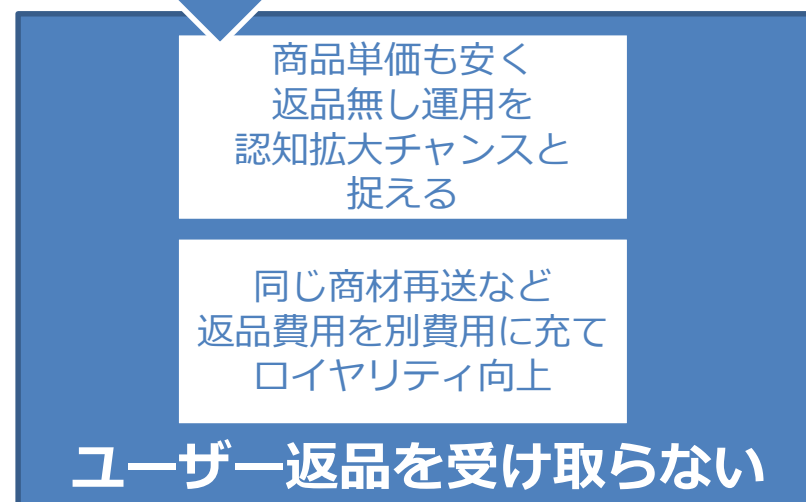 商品単価も安く
返品無し運用を
認知拡大チャンスと
捉える
同じ商材再送など
返品費用を別費用に充て
ロイヤリティ向上
ユーザー返品を受け取らない